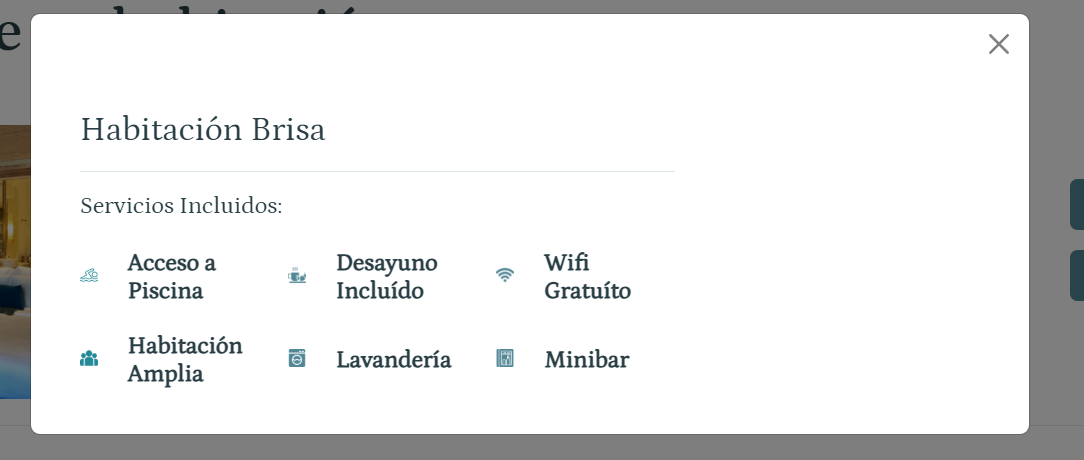 Habitación Brisa
Servicios Incluidos:
Acceso a
Piscina
Desayuno
Incluído
Wifi
Gratuíto
Habitación
Amplia
Lavandería
Minibar